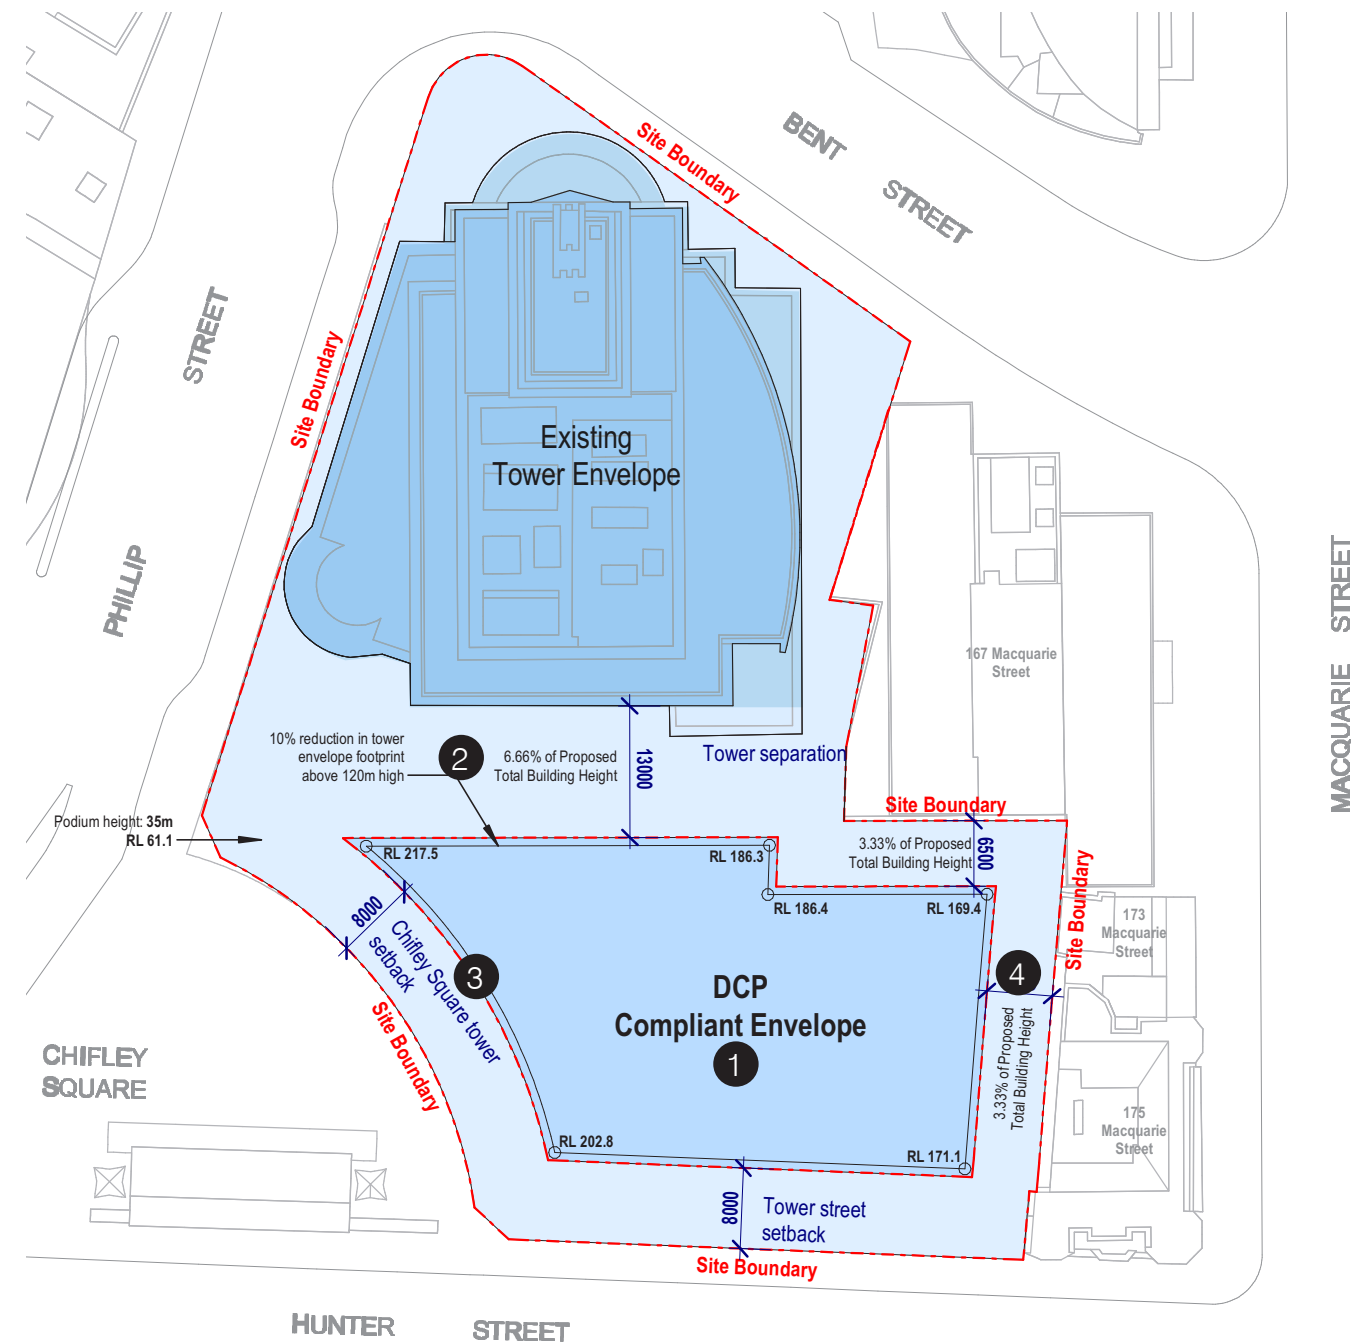 BENT
STREET
Site Boundary
STREET
PHILLIP
Site Boundary
Existing
Tower Envelope
MACQUARIE STREET
167 Macquarie
Street
10% reduction in tower
envelope footprint
above 120m high
2
6.66% of Proposed
Total Building Height
13000
Tower separation
Podium height: 35m
RL 61.1
Site Boundary
3.33% of Proposed
Total Building Height
6500
RL 217.5
RL 186.3
RL 186.4
RL 169.4
Site Boundary
173
Macquarie
Street
8000
Chifley Square tower
setback
3
4
DCP
Compliant Envelope
1
3.33% of Proposed
Total Building Height
Site Boundary
CHIFLEY
SQUARE
175
Macquarie
Street
RL 202.8
RL 171.1
8000
Tower street
setback
Site Boundary
HUNTER STREET